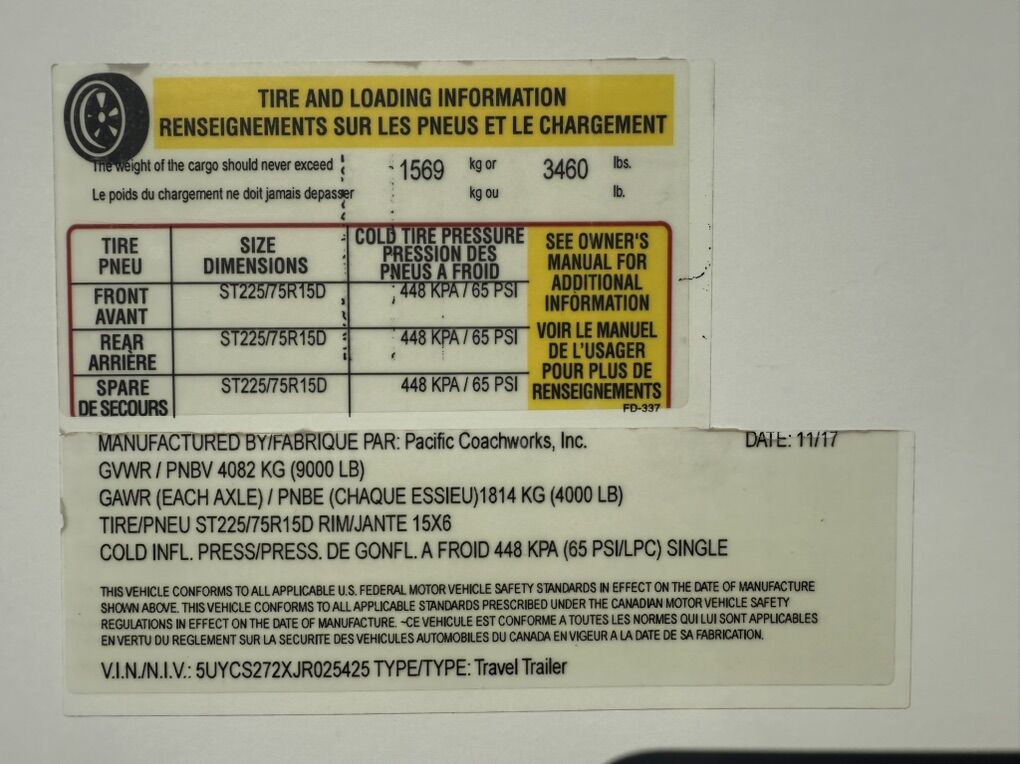 TIRE AND LOADING INFORMATION
RENSEIGNEMENTS SUR LES PNEUS ET LE CHARGEMENT
The weight of the cargo should never exceed 1569 kg or 3460 lbs.
Le poids du chargement ne doit jamais depasser kg ou lb.
TIRE PNEU
SIZE DIMENSIONS
COLD TIRE PRESSURE PRESSION DES PNEUS A FROID
FRONT AVANT ST225/75R15D 448 KPA / 65 PSI
REAR ARRIÈRE ST225/75R15D 448 KPA / 65 PSI
SPARE DE SECOURS ST225/75R15D 448 KPA / 65 PSI
SEE OWNER'S
MANUAL FOR
ADDITIONAL
INFORMATION
VOIR LE MANUEL
DE L'USAGER
POUR PLUS DE
RENSEIGNEMENTS
FD-337
MANUFACTURED BY/FABRIQUE PAR: Pacific Coachworks, Inc. DATE: 11/17
GVWR / PNBV 4082 KG (9000 LB)
GAWR (EACH AXLE) / PNBE (CHAQUE ESSIEU)1814 KG (4000 LB)
TIRE/PNEU ST225/75R15D RIM/JANTE 15X6
COLD INFL. PRESS/PRESS. DE GONFL. A FROID 448 KPA (65 PSI/LPC) SINGLE
THIS VEHICLE CONFORMS TO ALL APPLICABLE U.S. FEDERAL MOTOR VEHICLE SAFETY STANDARDS IN EFFECT ON THE DATE OF MANUFACTURE
SHOWN ABOVE. THIS VEHICLE CONFORMS TO ALL APPLICABLE STANDARDS PRESCRIBED UNDER THE CANADIAN MOTOR VEHICLE SAFETY
REGULATIONS IN EFFECT ON THE DATE OF MANUFACTURE. ~CE VEHICULE EST CONFORME A TOUTES LES NORMES QUI LUI SONT APPLICABLES
EN VERTU DU REGLEMENT SUR LA SECURITE DES VEHICULES AUTOMOBILES DU CANADA EN VIGEUR A LA DATE DE SA FABRICATION.
V.I.N./N.I.V.: 5UYCS272XJR025425 TYPE/TYPE: Travel Trailer